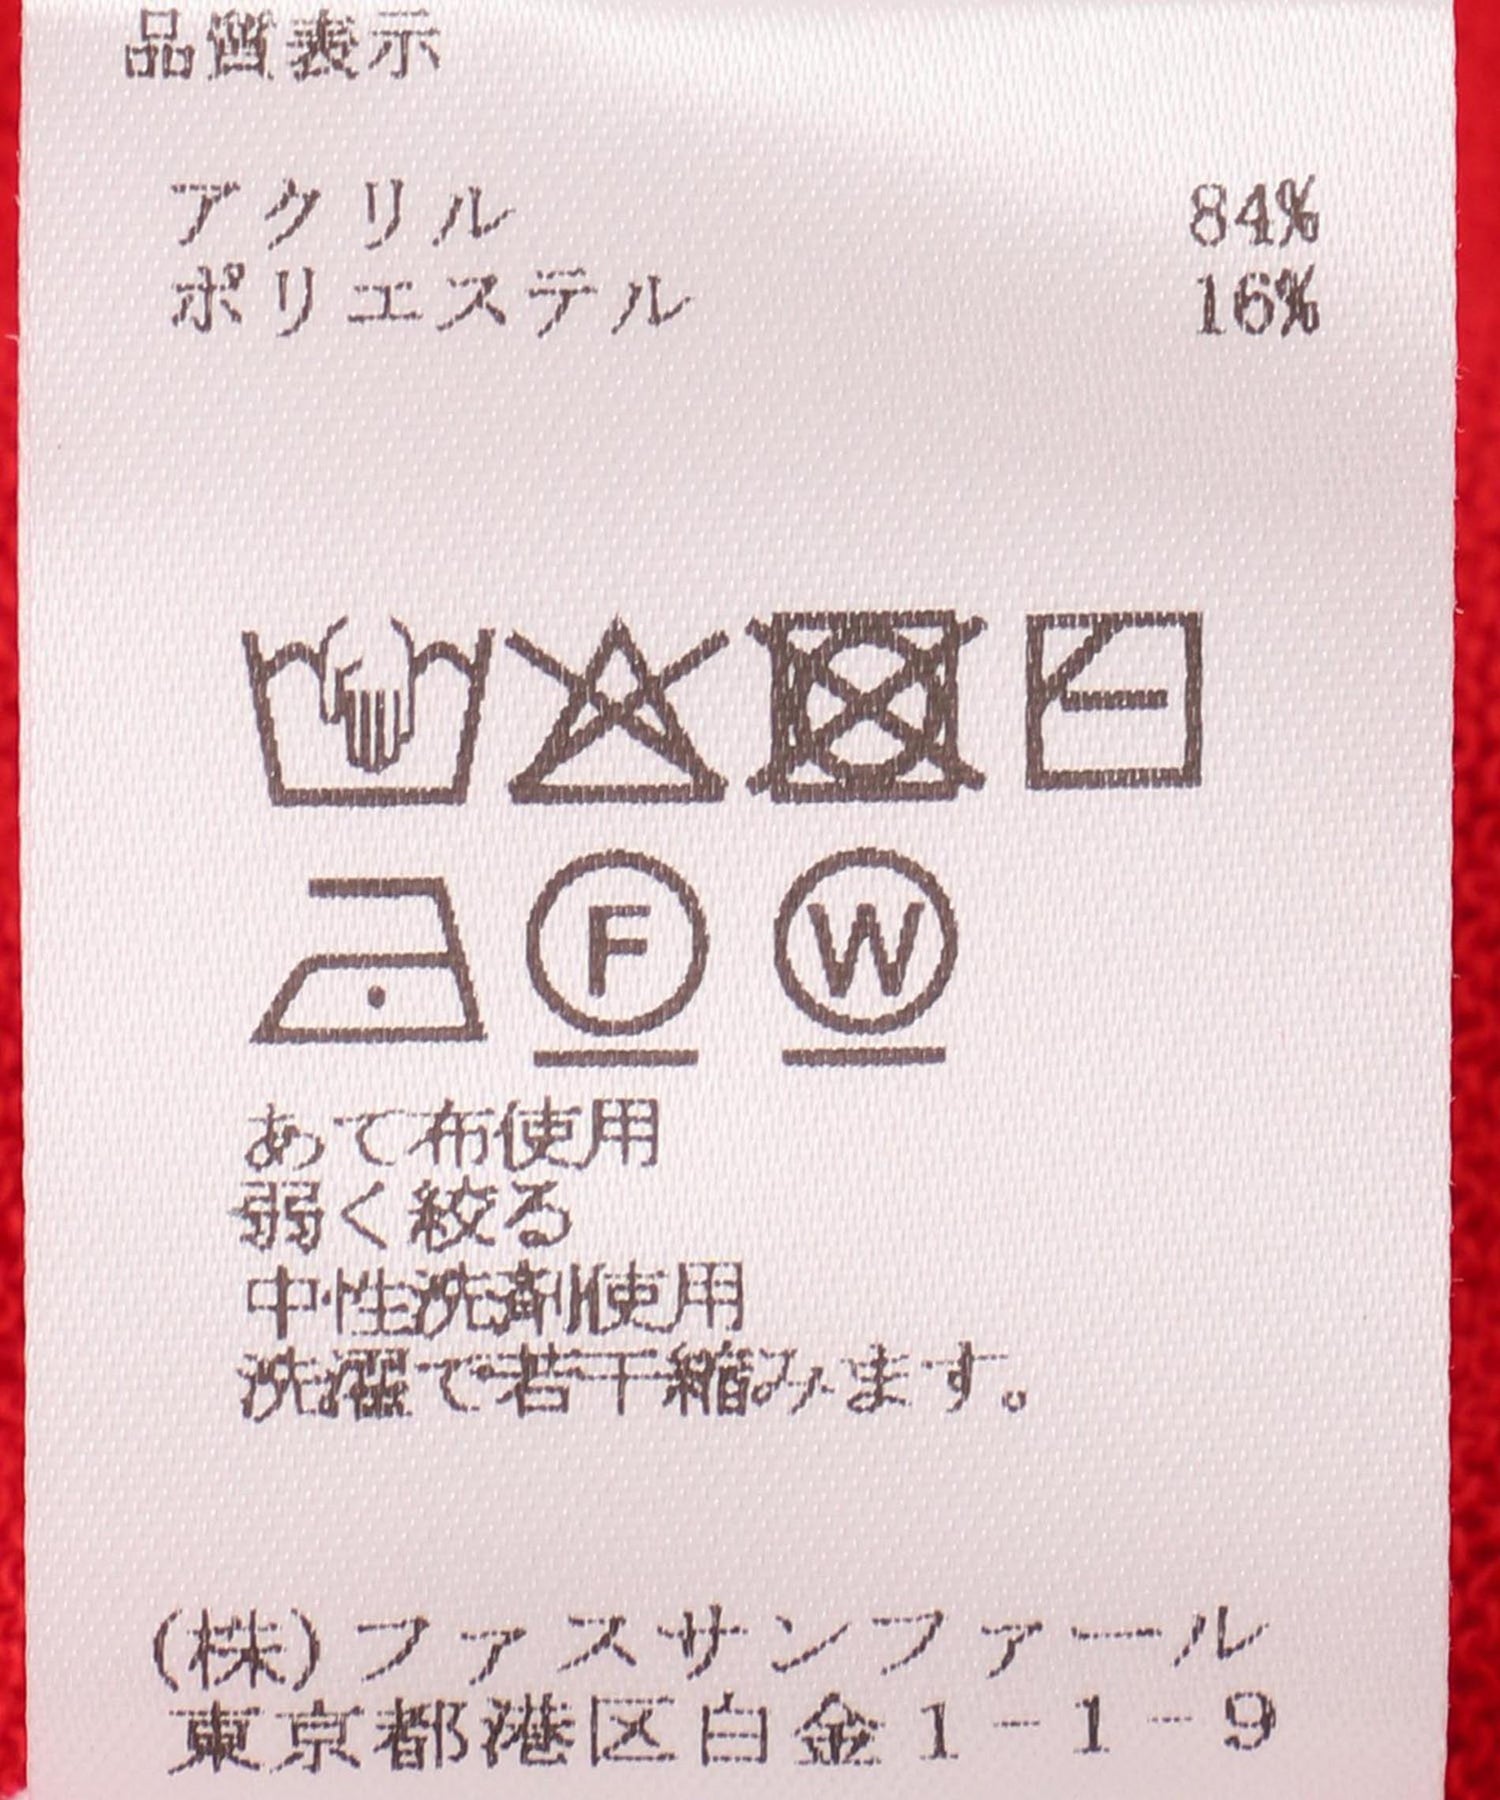 品質表示
アクリル 84%
ポリエステル 16%
F W
あて布使用
弱く絞る
中性洗剤使用
洗濯で若干縮みます。
(株)ファスサンファール
東京都港区白金1-1-9